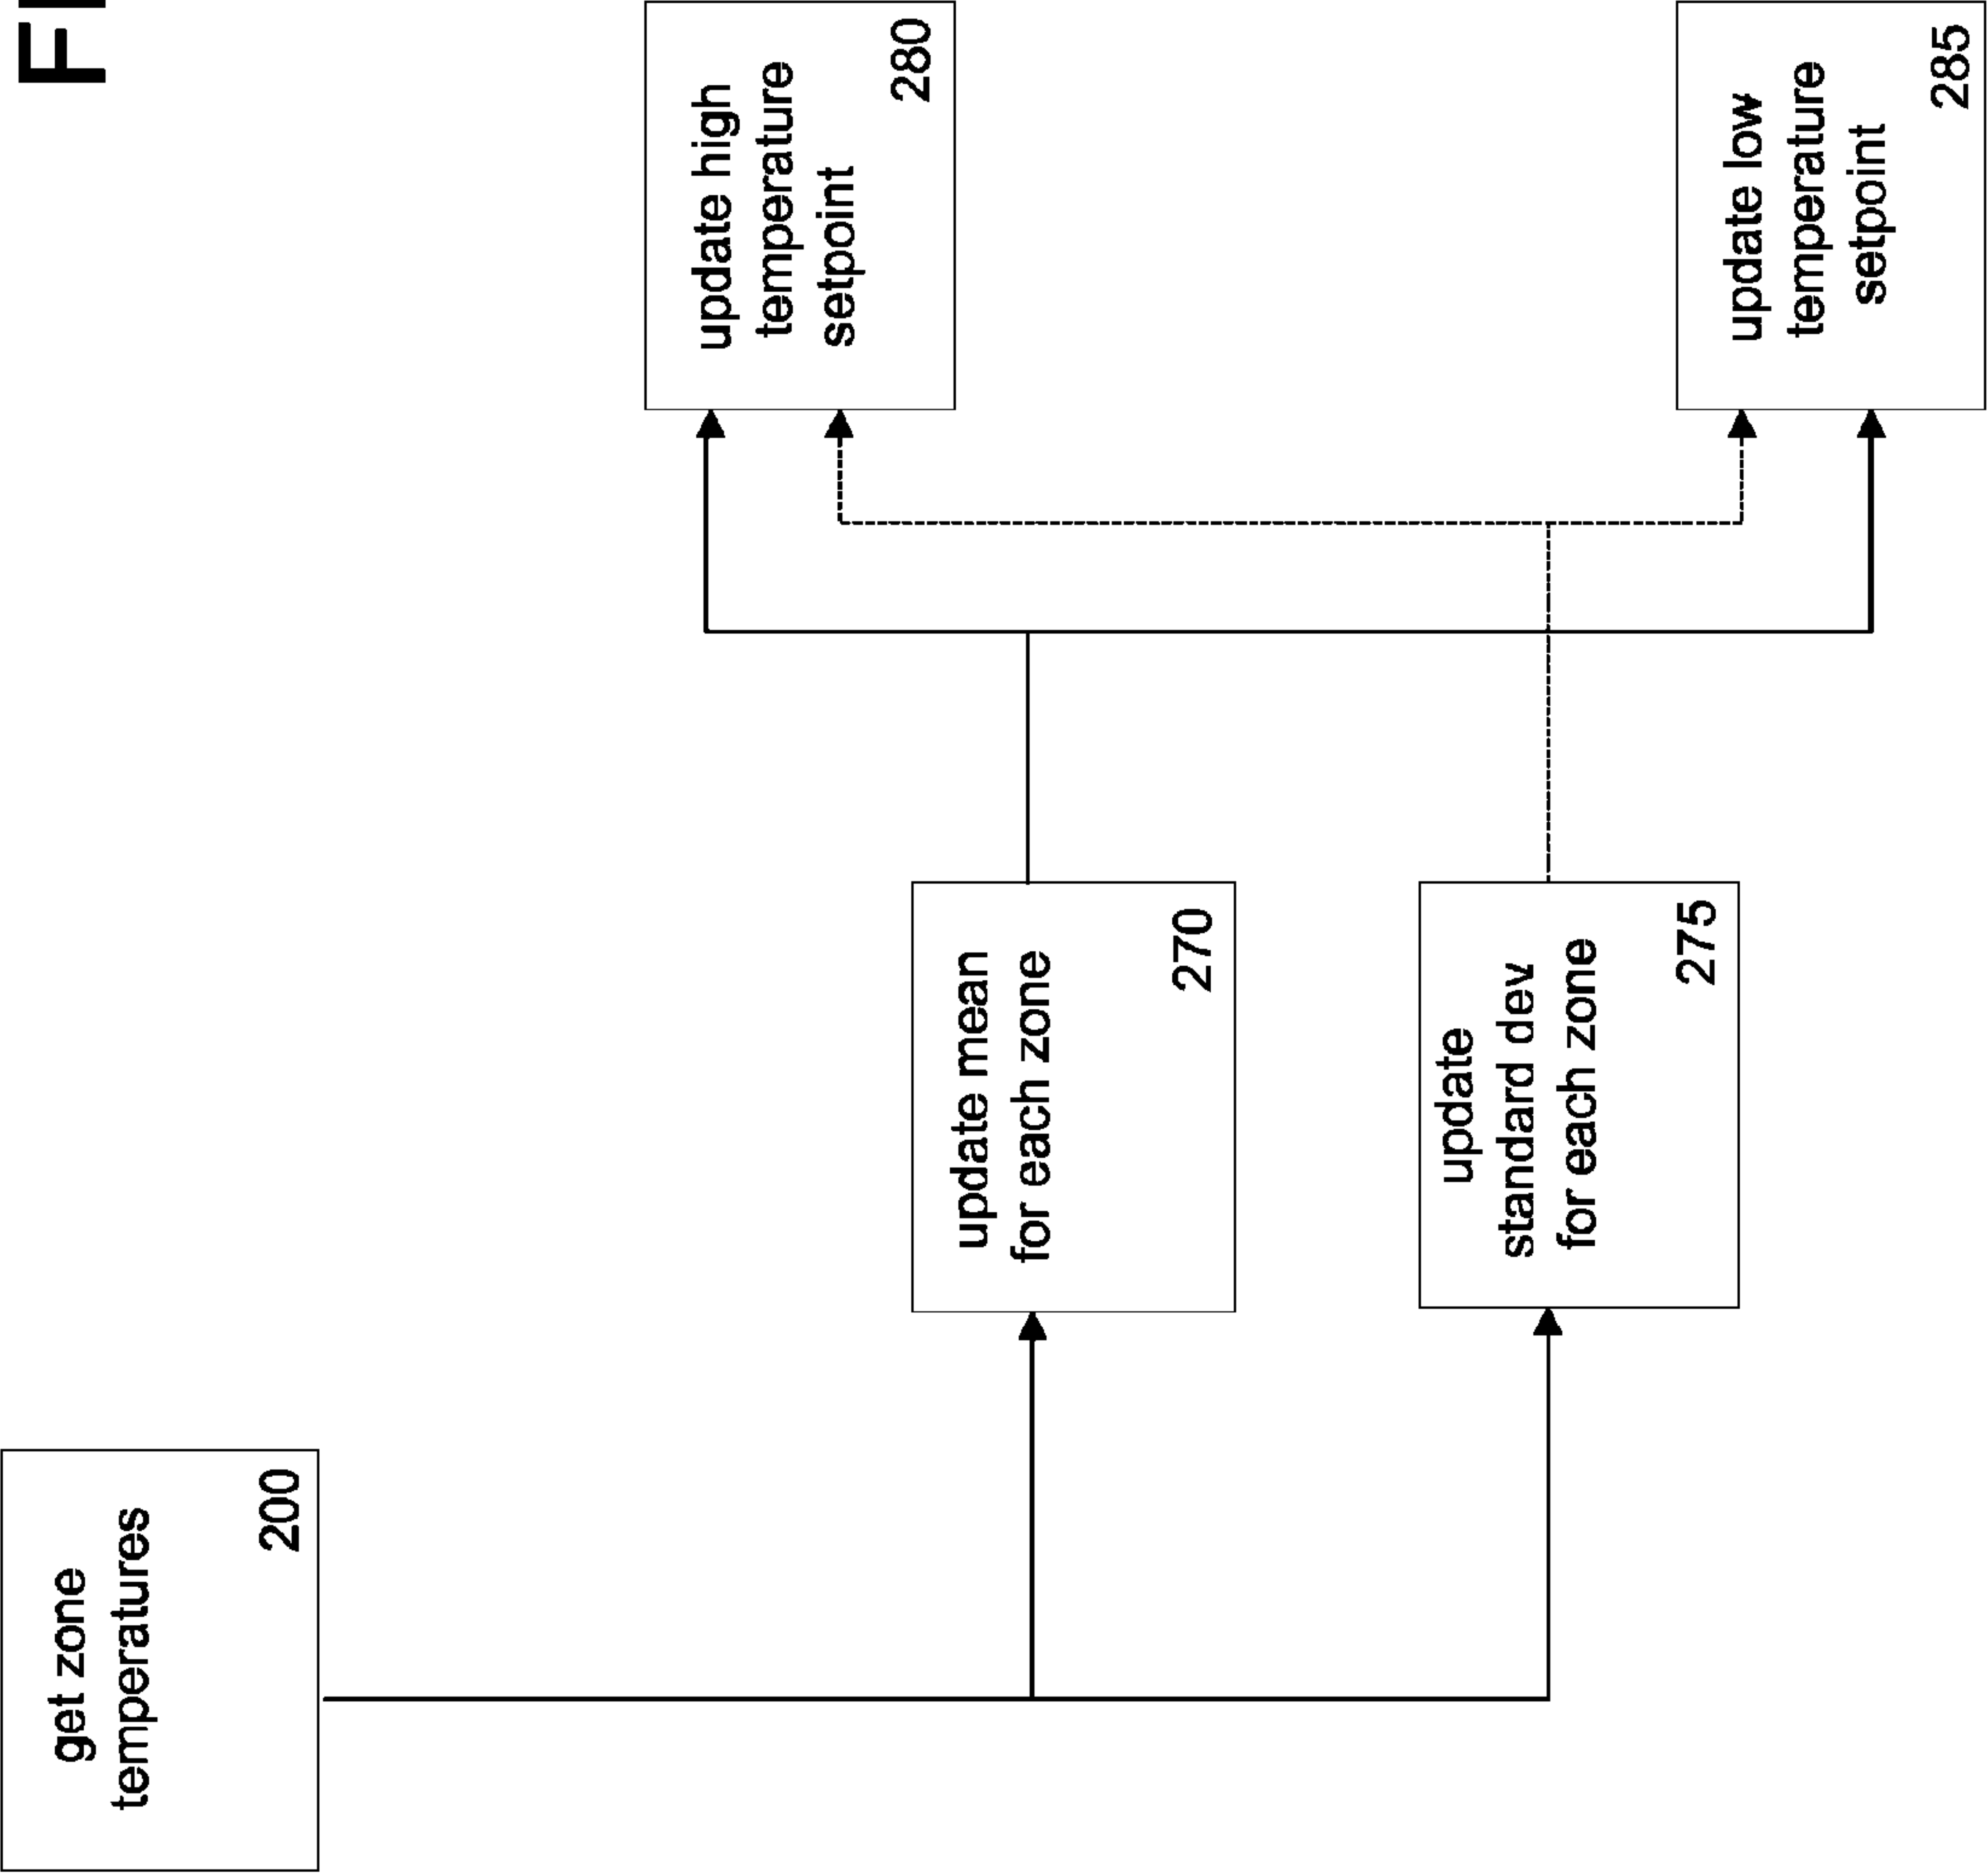 get zone
temperatures
200
update mean
for each zone
270
update
standard dev
for each zone
275
update high
temperature
setpoint
280
update low
temperature
setpoint
285